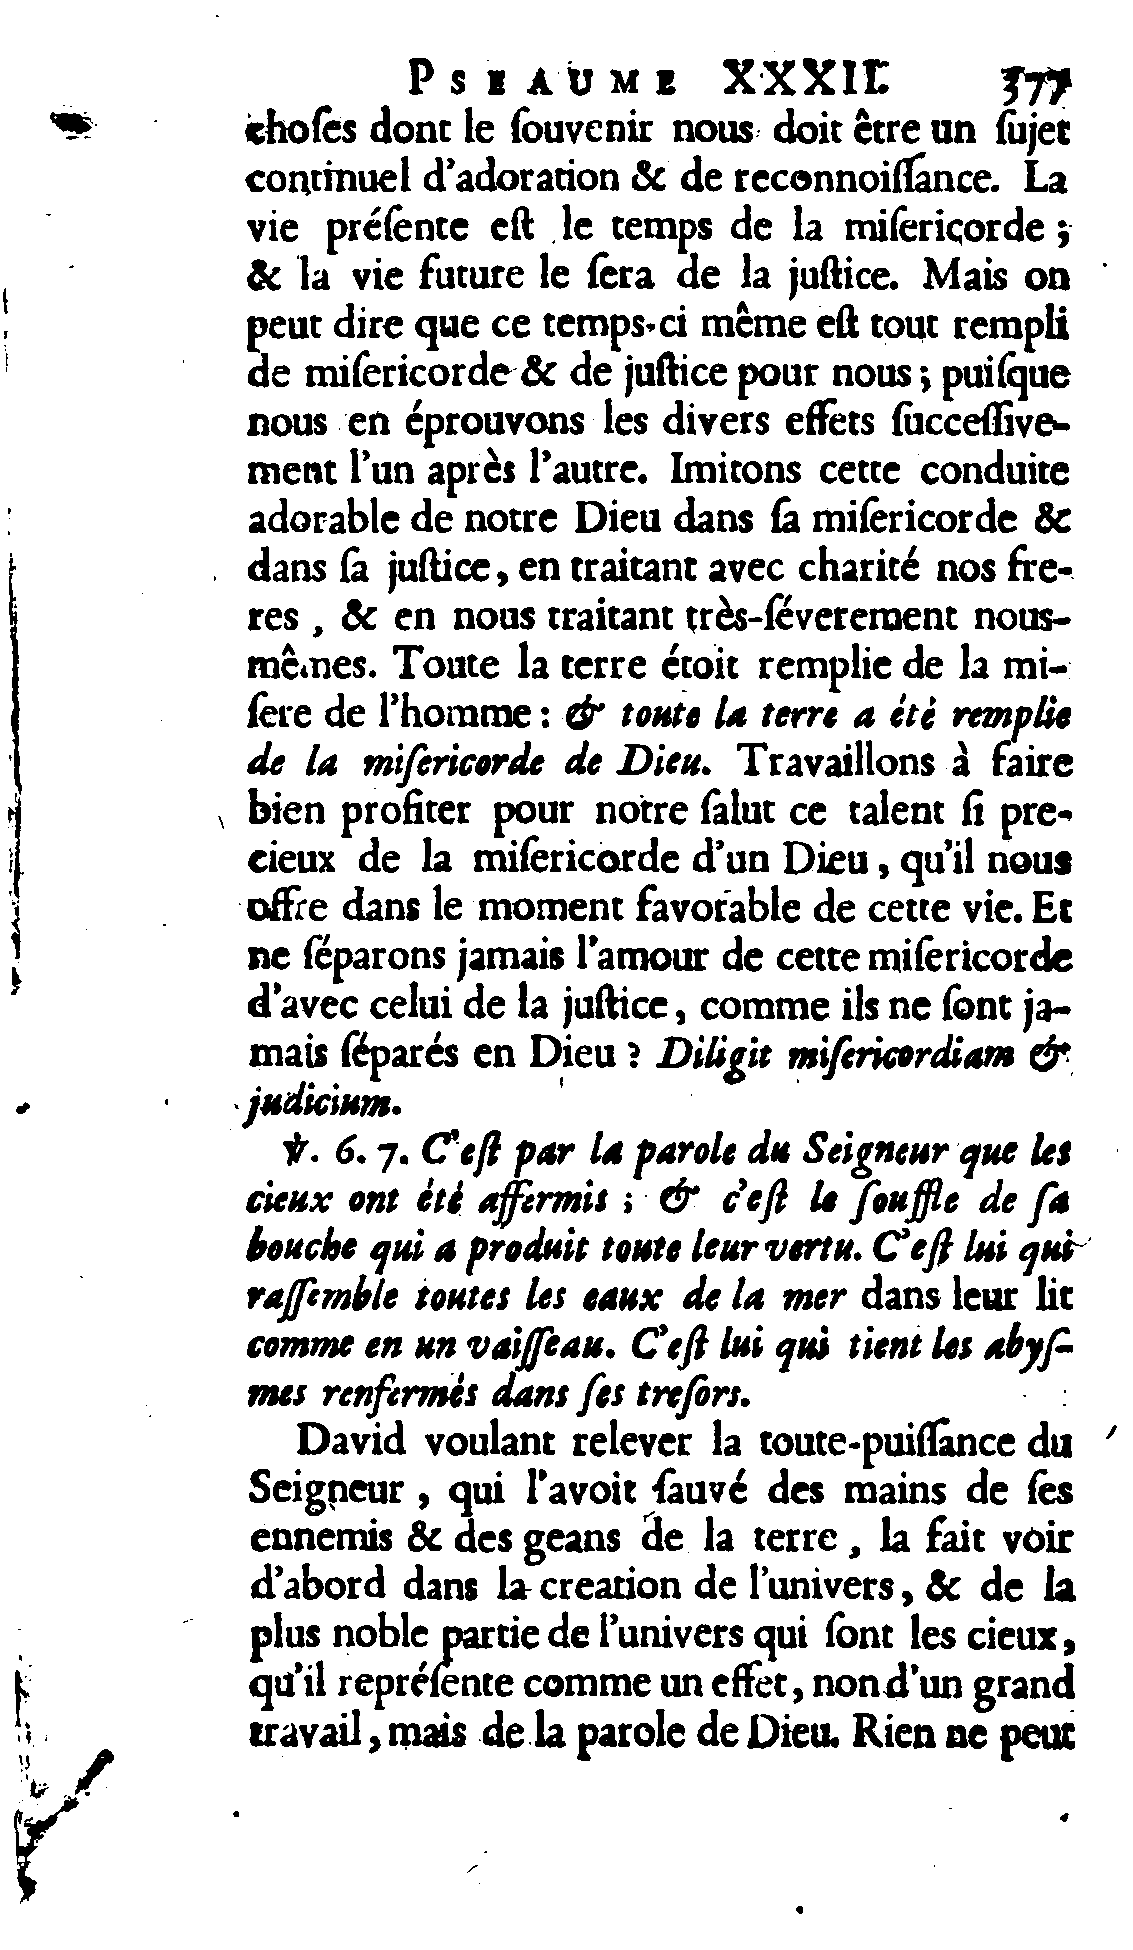 PSEAUME XXXII. 377
choſes dont le ſouvenir nous doit être un ſujet
continuel d'adoration & de reconnoiſſance. La
vie préſente eſt le temps de la miſericorde ;
& la vie future le ſera de la juſtice. Mais on
peut dire que ce temps-ci même eſt tout rempli
de miſericorde & de juſtice pour nous ; puiſque
nous en éprouvons les divers effets ſucceſſive-
ment l'un après l'autre. Imitons cette conduite
adorable de notre Dieu dans ſa miſericorde &
dans ſa juſtice, en traitant avec charité nos fre-
res , & en nous traitant très-ſéverement nous-
mêmes. Toute la terre étoit remplie de la mi-
ſere de l'homme : & toute la terre a été remplie
de la miſericorde de Dieu. Travaillons à faire
bien profiter pour notre ſalut ce talent ſi pre-
cieux de la miſericorde d'un Dieu , qu'il nous
offre dans le moment favorable de cette vie. Et
ne ſéparons jamais l'amour de cette miſericorde
d'avec celui de la juſtice, comme ils ne ſont ja-
mais ſéparés en Dieu ? Diligit miſericordiam &
judicium.
℣. 6. 7. C'eſt par la parole du Seigneur que les
cieux ont été affermis ; & c'eſt le ſouffle de ſa
bouche qui a produit toute leur vertu. C'eſt lui qui
raſſemble toutes les eaux de la mer dans leur lit
comme en un vaiſſeau. C'eſt lui qui tient les abyſ-
mes renfermés dans ſes treſors.
David voulant relever la toute-puiſſance du
Seigneur , qui l'avoit ſauvé des mains de ſes
ennemis & des geans de la terre , la fait voir
d'abord dans la creation de l'univers, & de la
plus noble partie de l'univers qui ſont les cieux,
qu'il repréſente comme un effet, non d'un grand
travail, mais de la parole de Dieu. Rien ne peut